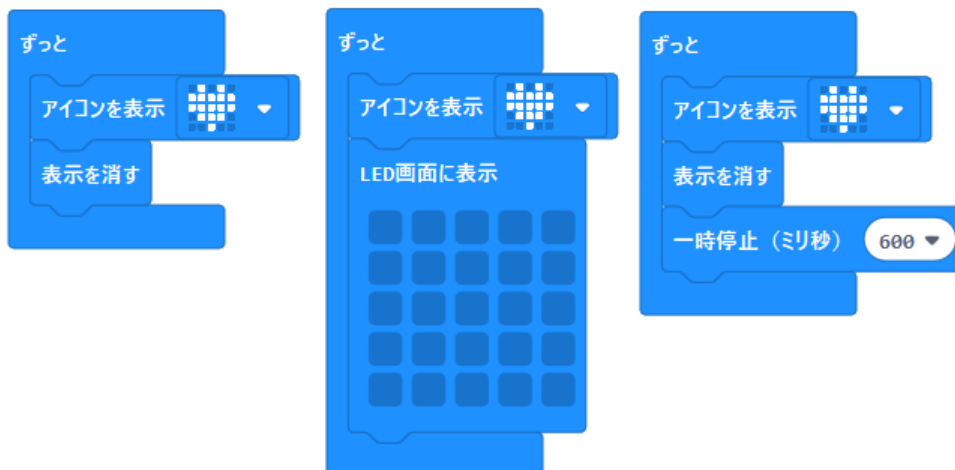 ずっと
アイコンを表示
表示を消す
ずっと
アイコンを表示
LED画面に表示
ずっと
アイコンを表示
表示を消す
一時停止（ミリ秒） 600